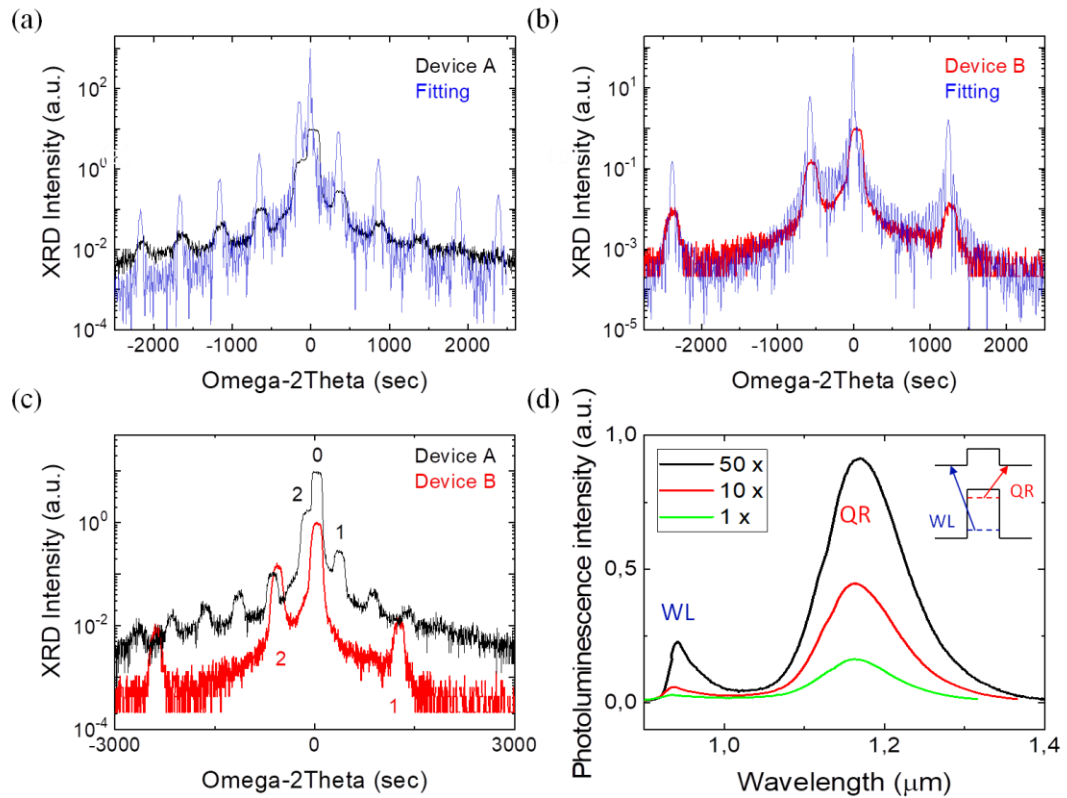 (a)
XRD Intensity (a.u.)
10^2
10^0
10^-2
10^-4
Device A
Fitting
-2000 -1000 0 1000 2000
Omega-2Theta (sec)
(b)
XRD Intensity (a.u.)
10^1
10^-1
10^-3
10^-5
Device B
Fitting
-2000 -1000 0 1000 2000
Omega-2Theta (sec)
(c)
XRD Intensity (a.u.)
10^0
10^-2
10^-4
0
2
1
2
1
Device A
Device B
-3000 0 3000
Omega-2Theta (sec)
(d)
Photoluminescence intensity (a.u.)
1,0
0,5
0,0
50 x
10 x
1 x
WL
QR
QR
WL
1,0 1,2 1,4
Wavelength (μm)